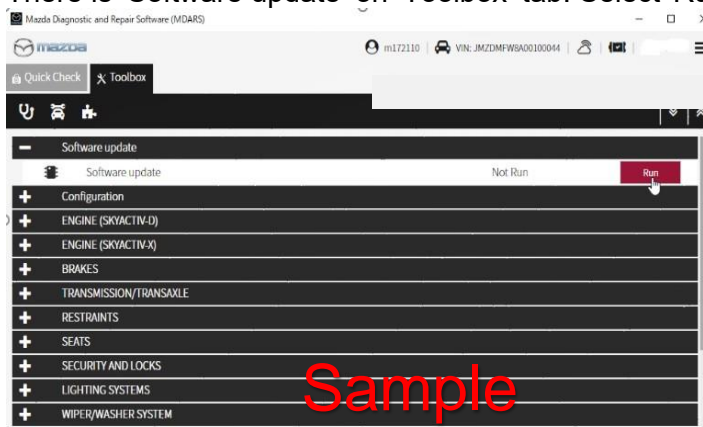 There is "Software update" on "Toolbox" tab. Select
Mazda Diagnostic and Repair Software (MDARS)
mazda
m172110 | VIN: JMZDMFW8A00100044
Quick Check
Toolbox
Software update
Software update Not Run Run
Configuration
ENGINE (SKYACTIV-D)
ENGINE (SKYACTIV-X)
BRAKES
TRANSMISSION/TRANSAXLE
RESTRAINTS
SEATS
SECURITY AND LOCKS
LIGHTING SYSTEMS
WIPER/WASHER SYSTEM
Sample